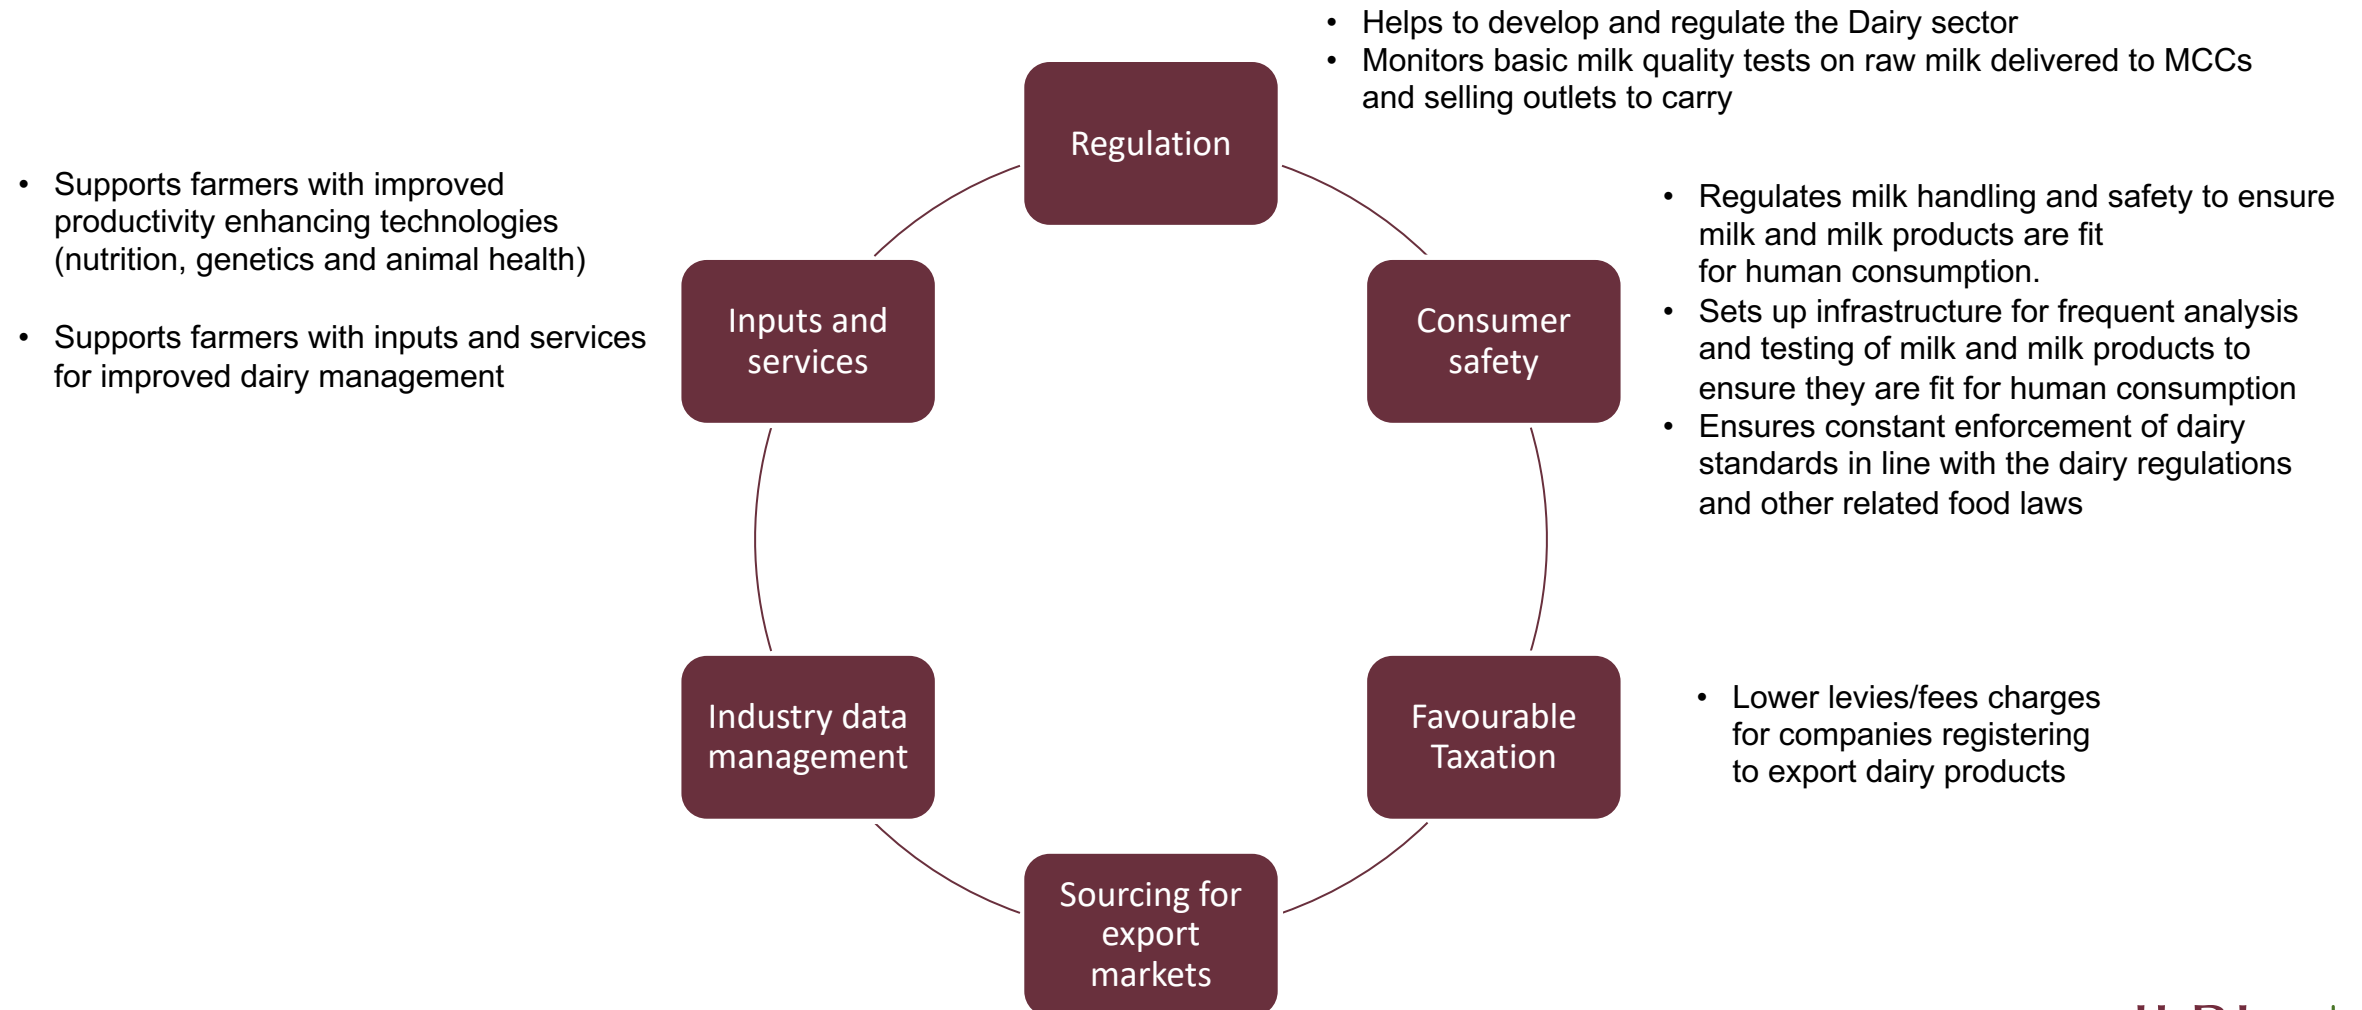 • Helps to develop and regulate the Dairy sector
• Monitors basic milk quality tests on raw milk delivered to MCCs
and selling outlets to carry
Regulation
• Supports farmers with improved
productivity enhancing technologies
(nutrition, genetics and animal health)
• Supports farmers with inputs and services
for improved dairy management
Inputs and
services
Consumer
safety
• Regulates milk handling and safety to ensure
milk and milk products are fit
for human consumption.
• Sets up infrastructure for frequent analysis
and testing of milk and milk products to
ensure they are fit for human consumption
• Ensures constant enforcement of dairy
standards in line with the dairy regulations
and other related food laws
Industry data
management
Favourable
Taxation
• Lower levies/fees charges
for companies registering
to export dairy products
Sourcing for
export
markets